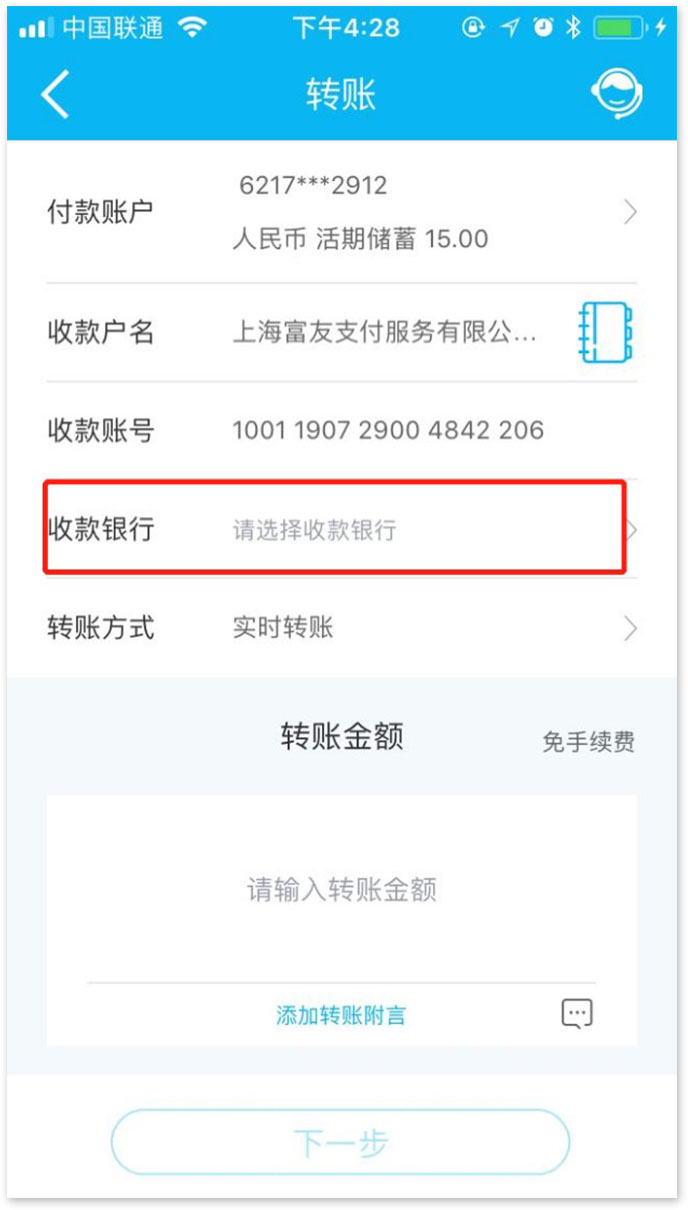 中国联通 下午4:28
转账
6217***2912
付款账户
人民币 活期储蓄 15.00
收款户名 上海富友支付服务有限公...
收款账号 1001 1907 2900 4842 206
收款银行 请选择收款银行
转账方式 实时转账
转账金额 免手续费
请输入转账金额
添加转账附言
下一步